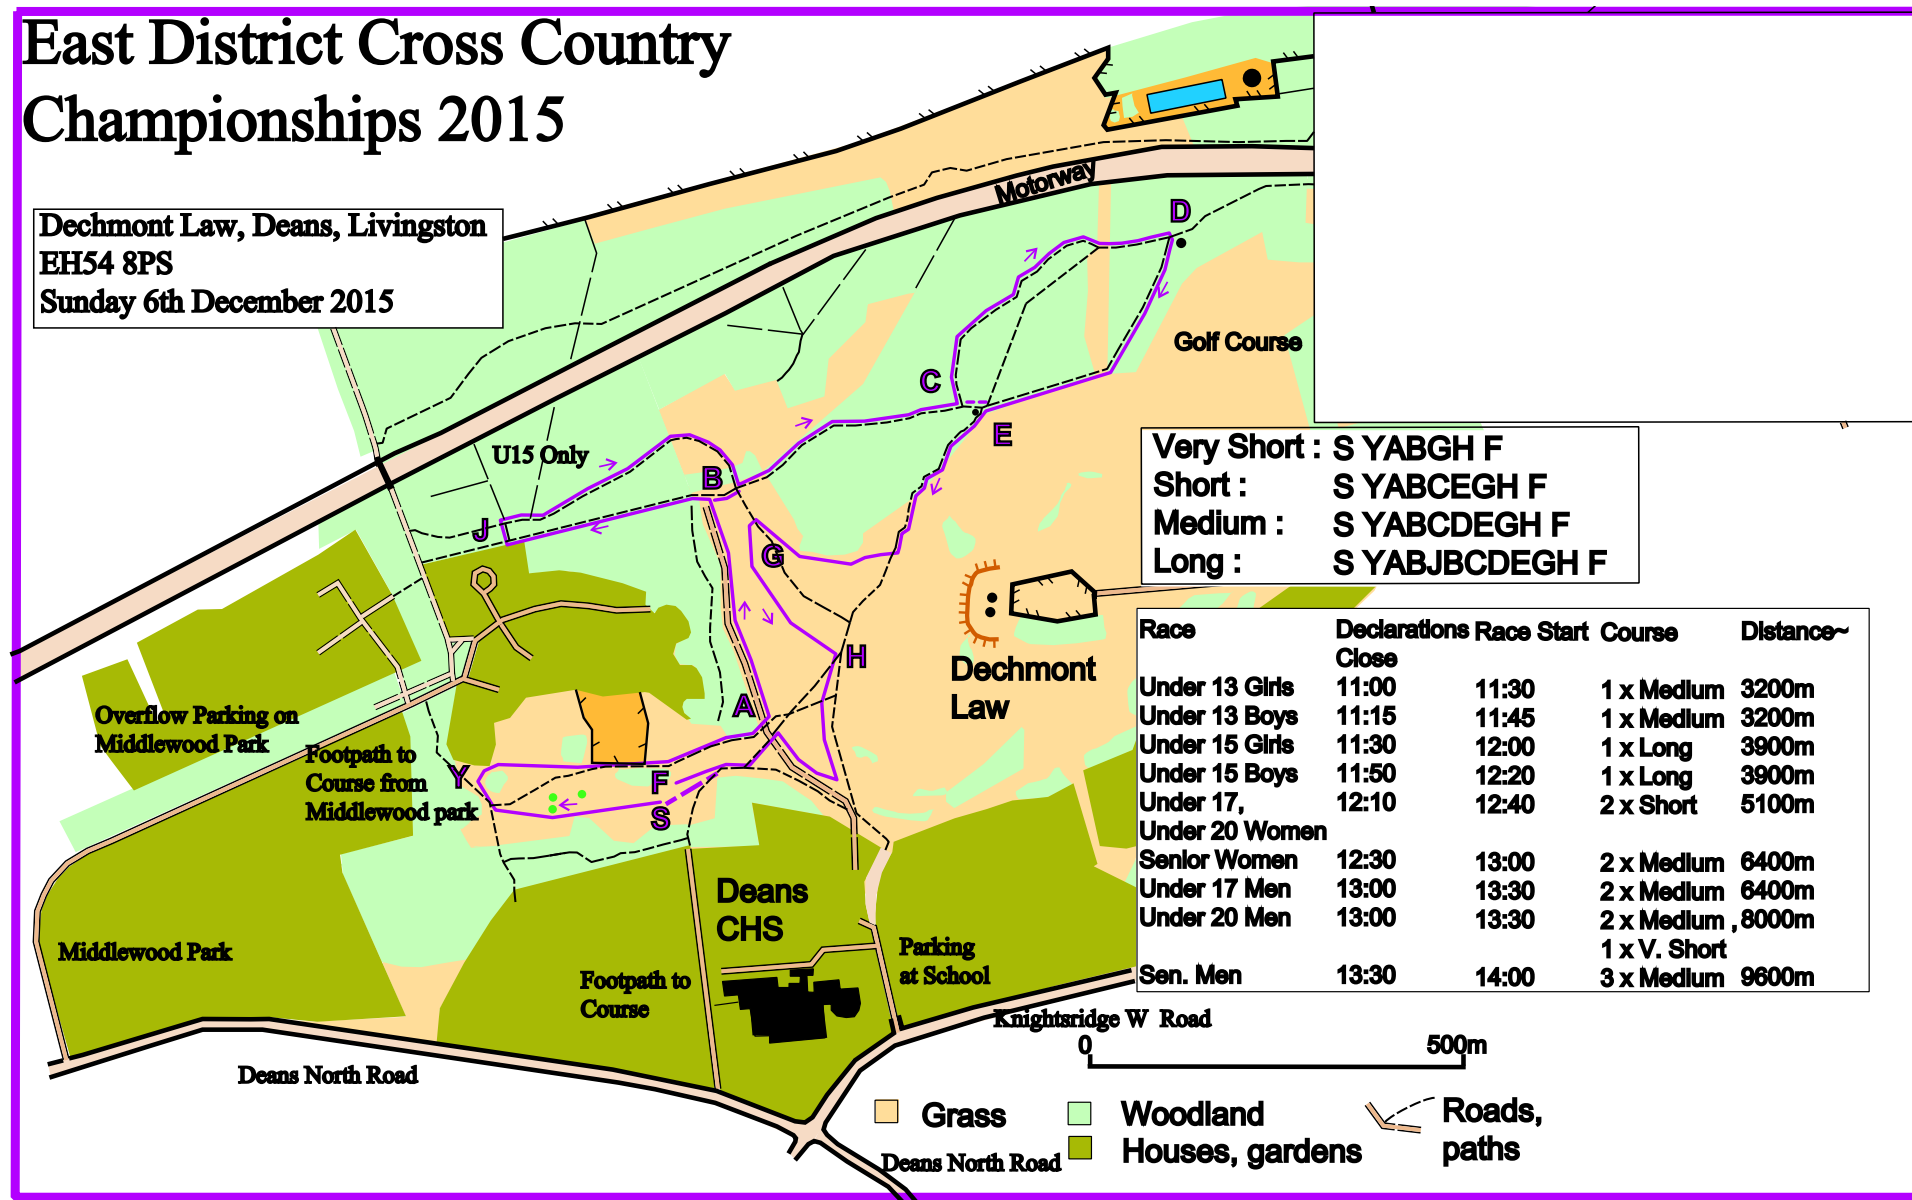 East District Cross Country
Championships 2015
Dechmont Law, Deans, Livingston
EH54 8PS
Sunday 6th December 2015
Motorway
D
Golf Course
C
E
U15 Only
B
J
G
H
A
Y
F
S
Dechmont
Law
Overflow Parking on
Middlewood Park
Footpath to
Course from
Middlewood park
Middlewood Park
Deans
CHS
Footpath to
Course
Parking
at School
Knightsridge W Road
Deans North Road
Deans North Road
Very Short : S YABGH F
Short : S YABCEGH F
Medium : S YABCDEGH F
Long : S YABJBCDEGH F
Race Declarations Close Race Start Course Distance~
Under 13 Girls 11:00 11:30 1 x Medium 3200m
Under 13 Boys 11:15 11:45 1 x Medium 3200m
Under 15 Girls 11:30 12:00 1 x Long 3900m
Under 15 Boys 11:50 12:20 1 x Long 3900m
Under 17, 12:10 12:40 2 x Short 5100m
Under 20 Women
Senior Women 12:30 13:00 2 x Medium 6400m
Under 17 Men 13:00 13:30 2 x Medium 6400m
Under 20 Men 13:00 13:30 2 x Medium , 8000m
1 x V. Short
Sen. Men 13:30 14:00 3 x Medium 9600m
0 500m
Grass
Woodland
Houses, gardens
Roads,
paths